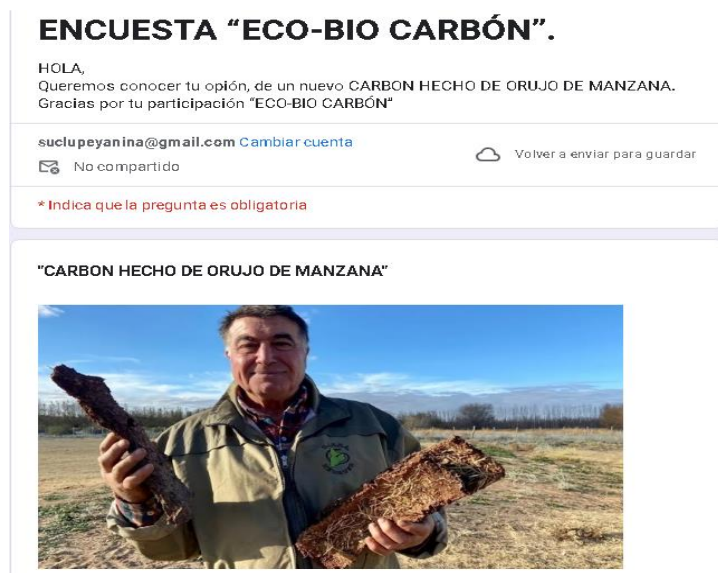 ENCUESTA “ECO-BIO CARBÓN”.
HOLA,
Queremos conocer tu opión, de un nuevo CARBON HECHO DE ORUJO DE MANZANA.
Gracias por tu participación “ECO-BIO CARBÓN”
suclupeyanina@gmail.com Cambiar cuenta
No compartido
Volver a enviar para guardar
* Indica que la pregunta es obligatoria
"CARBON HECHO DE ORUJO DE MANZANA"